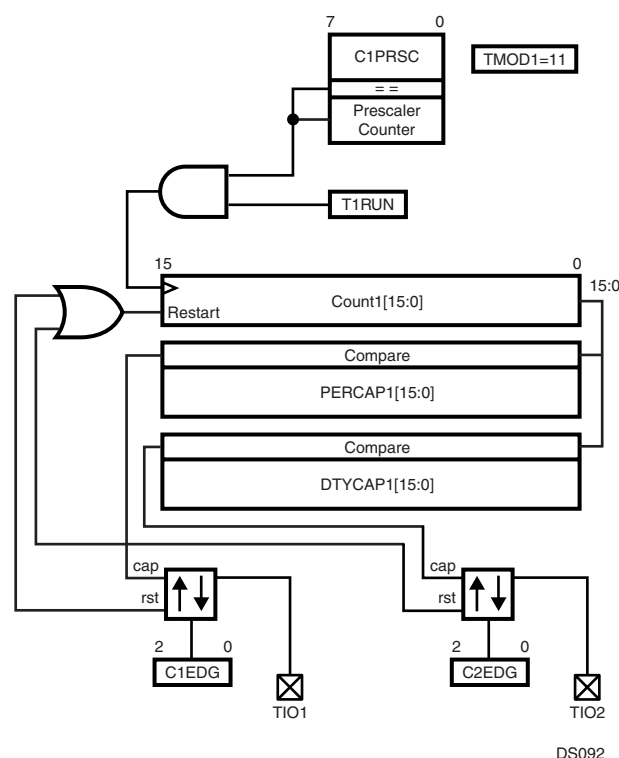 7 0
C1PRSC
TMOD1=11
= =
Prescaler
Counter
T1RUN
15 0
15:0
Count1[15:0]
Restart
Compare
PERCAP1[15:0]
Compare
DTYCAP1[15:0]
cap
rst
cap
rst
2 0
C1EDG
2 0
C2EDG
TIO1
TIO2
DS092